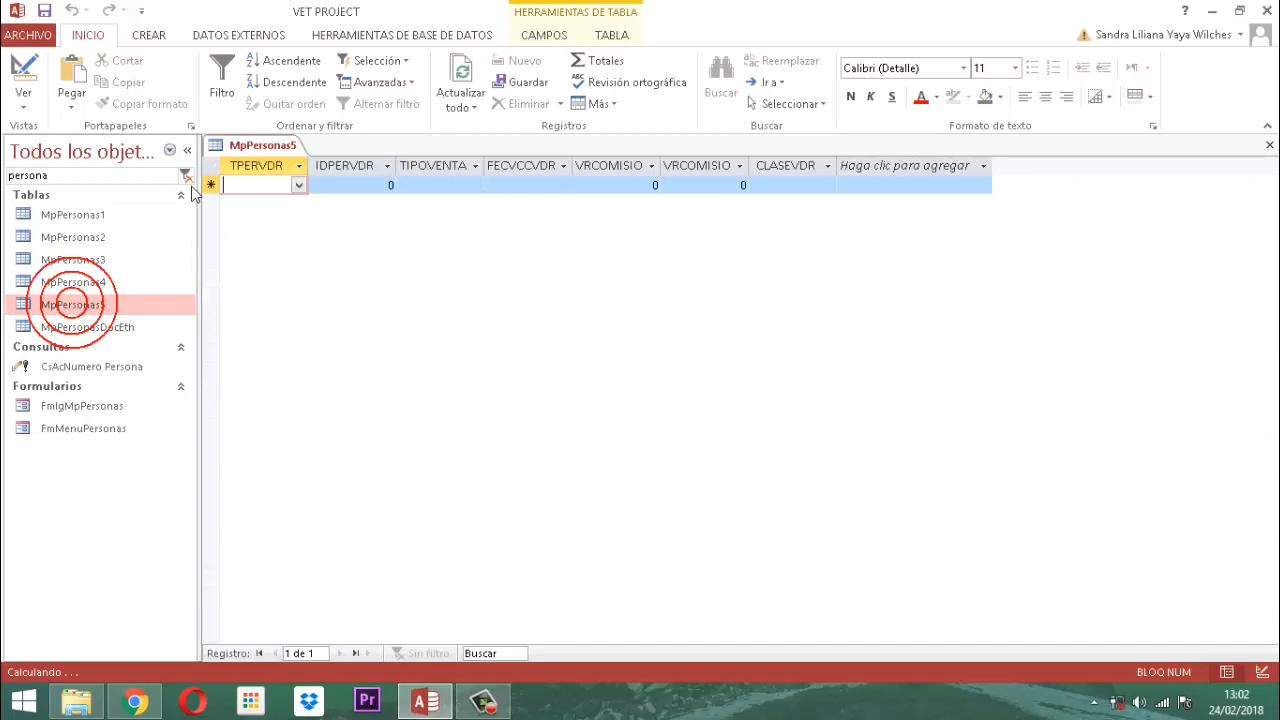 VET PROJECT
HERRAMIENTAS DE TABLA
?
ARCHIVO INICIO CREAR DATOS EXTERNOS HERRAMIENTAS DE BASE DE DATOS CAMPOS TABLA Sandra Liliana Yaya Wilches
Ver
Vistas
Pegar
Cortar
Copiar
Copiar formato
Portapapeles
Filtro
Ascendente
Descendente
Quitar orden
Selección
Avanzadas
Alternar filtro
Ordenar y filtrar
Actualizar todo
Nuevo
Guardar
Eliminar
Totales
Revisión ortográfica
Más
Registros
Buscar
Reemplazar
Ir a
Seleccionar
Buscar
Calibri (Detalle) 11
N K S A
Formato de texto
Todos los objet...
persona
Tablas
MpPersonas1
MpPersonas2
MpPersonas3
MpPersonas4
MpPersonas5
MpPersonasDocEth
Consultas
CsAcNumero Persona
Formularios
FmIgMpPersonas
FmMenuPersonas
MpPersonas5
TPERVDR IDPERVDR TIPOVENTA FECVCCVDR VRCOMISIO VRCOMISIO CLASEVDR Haga clic para agregar
0 0 0
Registro: 1 de 1 Sin filtro Buscar
Calculando . . .
BLOQ NUM
Pr
13:02
24/02/2018